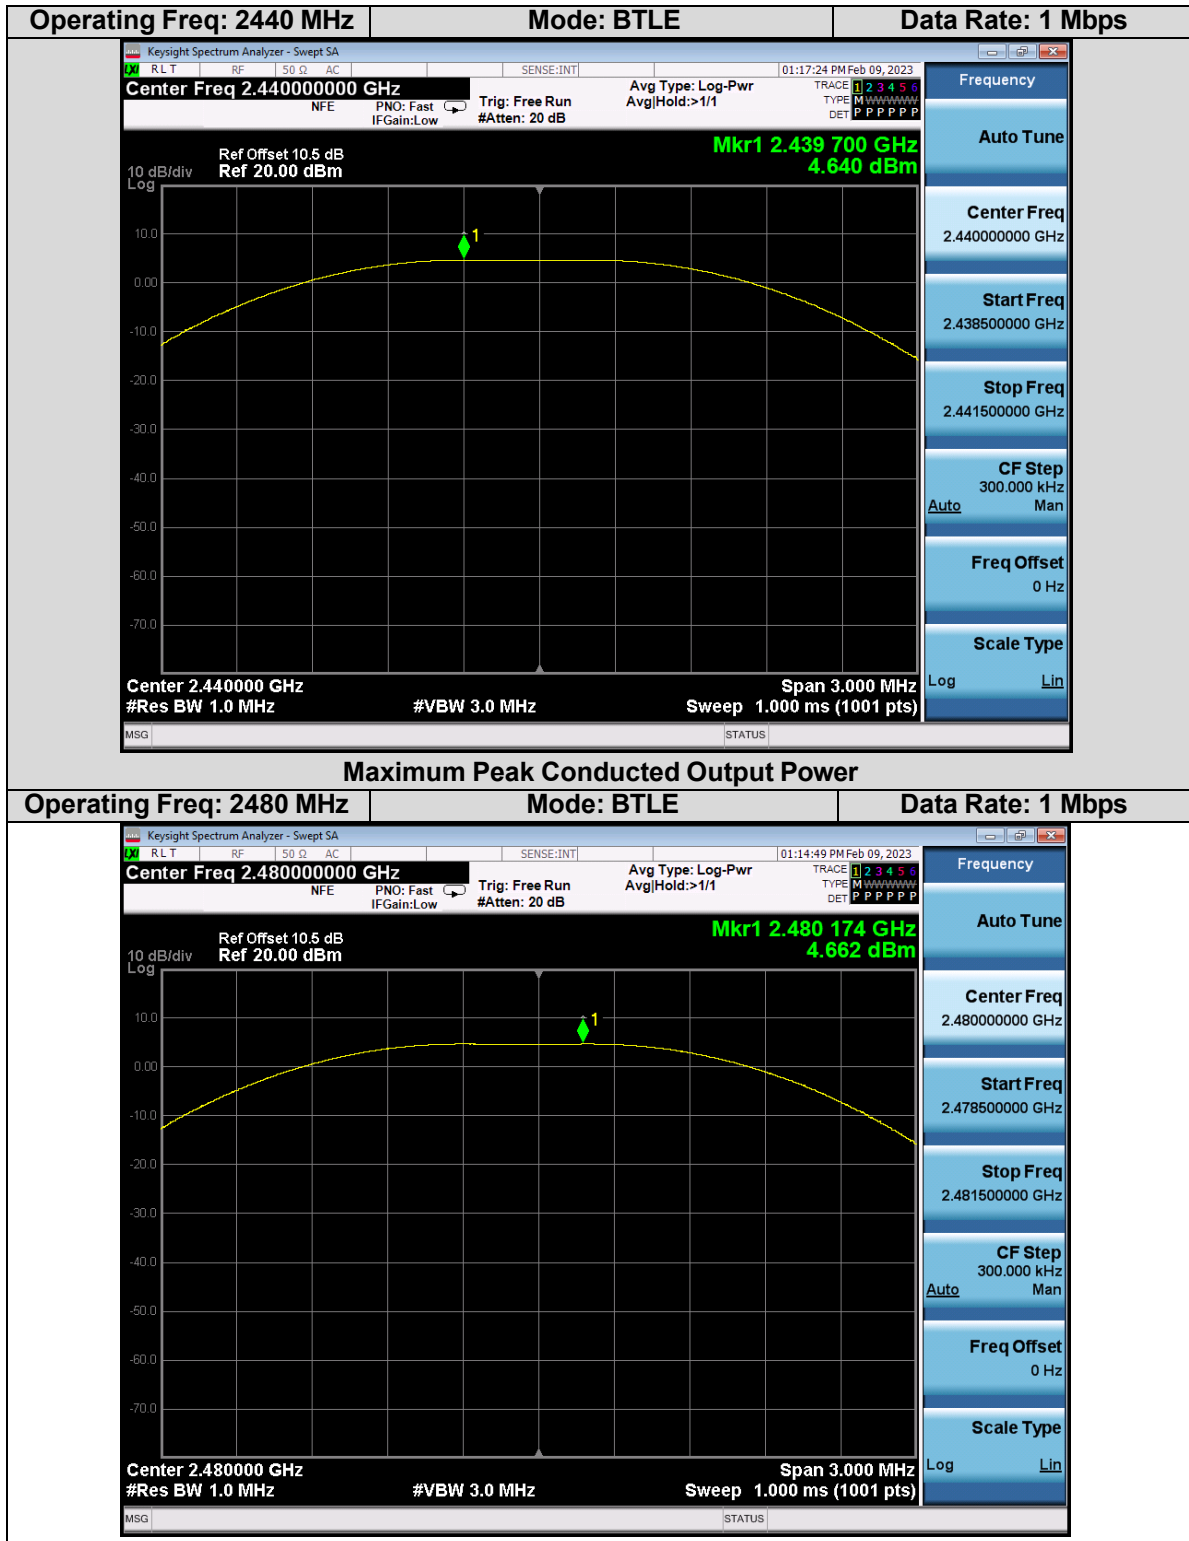 Operating Freq: 2440 MHz Mode: BTLE Data Rate: 1 Mbps
Keysight Spectrum Analyzer - Swept SA
LXI R L T RF 50 Ω AC SENSE:INT 01:17:24 PM Feb 09, 2023
Center Freq 2.440000000 GHz
NFE PNO: Fast Trig: Free Run Avg Type: Log-Pwr TRACE 1 2 3 4 5 6
IFGain:Low #Atten: 20 dB Avg|Hold:>1/1 TYPE M WWWWW
DET P P P P P P
Mkr1 2.439 700 GHz
4.640 dBm
Ref Offset 10.5 dB
10 dB/div Ref 20.00 dBm
Log
1
10.0
0.00
-10.0
-20.0
-30.0
-40.0
-50.0
-60.0
-70.0
Center 2.440000 GHz Span 3.000 MHz
#Res BW 1.0 MHz #VBW 3.0 MHz Sweep 1.000 ms (1001 pts)
MSG STATUS
Frequency
Auto Tune
Center Freq
2.440000000 GHz
Start Freq
2.438500000 GHz
Stop Freq
2.441500000 GHz
CF Step
300.000 kHz
Auto Man
Freq Offset
0 Hz
Scale Type
Log Lin
Maximum Peak Conducted Output Power
Operating Freq: 2480 MHz Mode: BTLE Data Rate: 1 Mbps
Keysight Spectrum Analyzer - Swept SA
LXI R L T RF 50 Ω AC SENSE:INT 01:14:49 PM Feb 09, 2023
Center Freq 2.480000000 GHz
NFE PNO: Fast Trig: Free Run Avg Type: Log-Pwr TRACE 1 2 3 4 5 6
IFGain:Low #Atten: 20 dB Avg|Hold:>1/1 TYPE M WWWWW
DET P P P P P P
Mkr1 2.480 174 GHz
4.662 dBm
Ref Offset 10.5 dB
10 dB/div Ref 20.00 dBm
Log
1
10.0
0.00
-10.0
-20.0
-30.0
-40.0
-50.0
-60.0
-70.0
Center 2.480000 GHz Span 3.000 MHz
#Res BW 1.0 MHz #VBW 3.0 MHz Sweep 1.000 ms (1001 pts)
MSG STATUS
Frequency
Auto Tune
Center Freq
2.480000000 GHz
Start Freq
2.478500000 GHz
Stop Freq
2.481500000 GHz
CF Step
300.000 kHz
Auto Man
Freq Offset
0 Hz
Scale Type
Log Lin